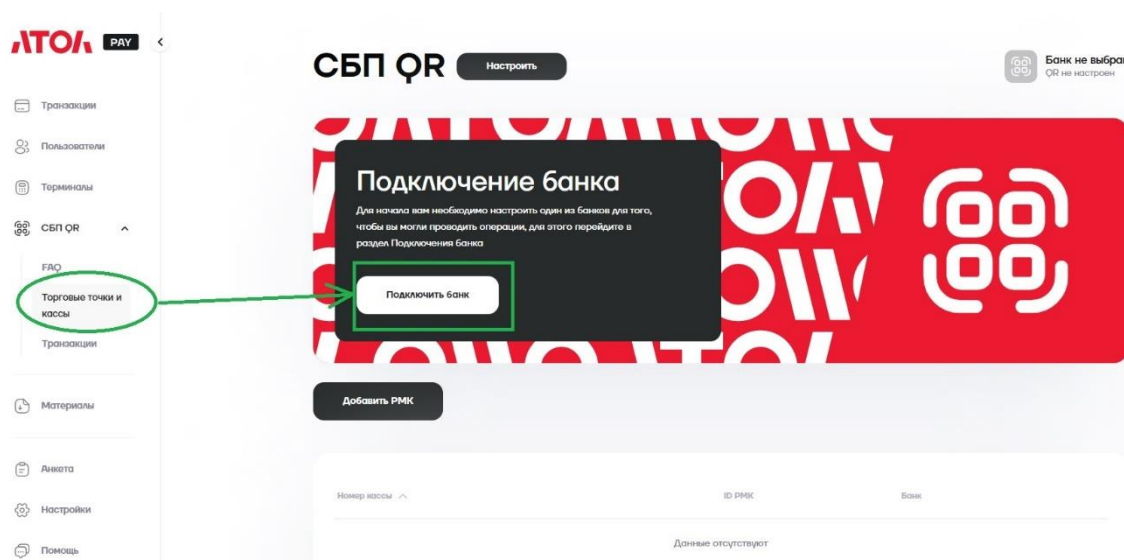 АТОЛ PAY
СБП QR
Настроить
Банк не выбран
QR не настроен
Транзакции
Пользователи
Терминалы
СБП QR
FAQ
Торговые точки и
кассы
Транзакции
Материалы
Анкета
Настройки
Помощь
Подключение банка
Для начала вам необходимо настроить один из банков для того,
чтобы вы могли проводить операции, для этого перейдите в
раздел Подключения банка
Подключить банк
Добавить РМК
Номер кассы
ID РМК
Банк
Данные отсутствуют